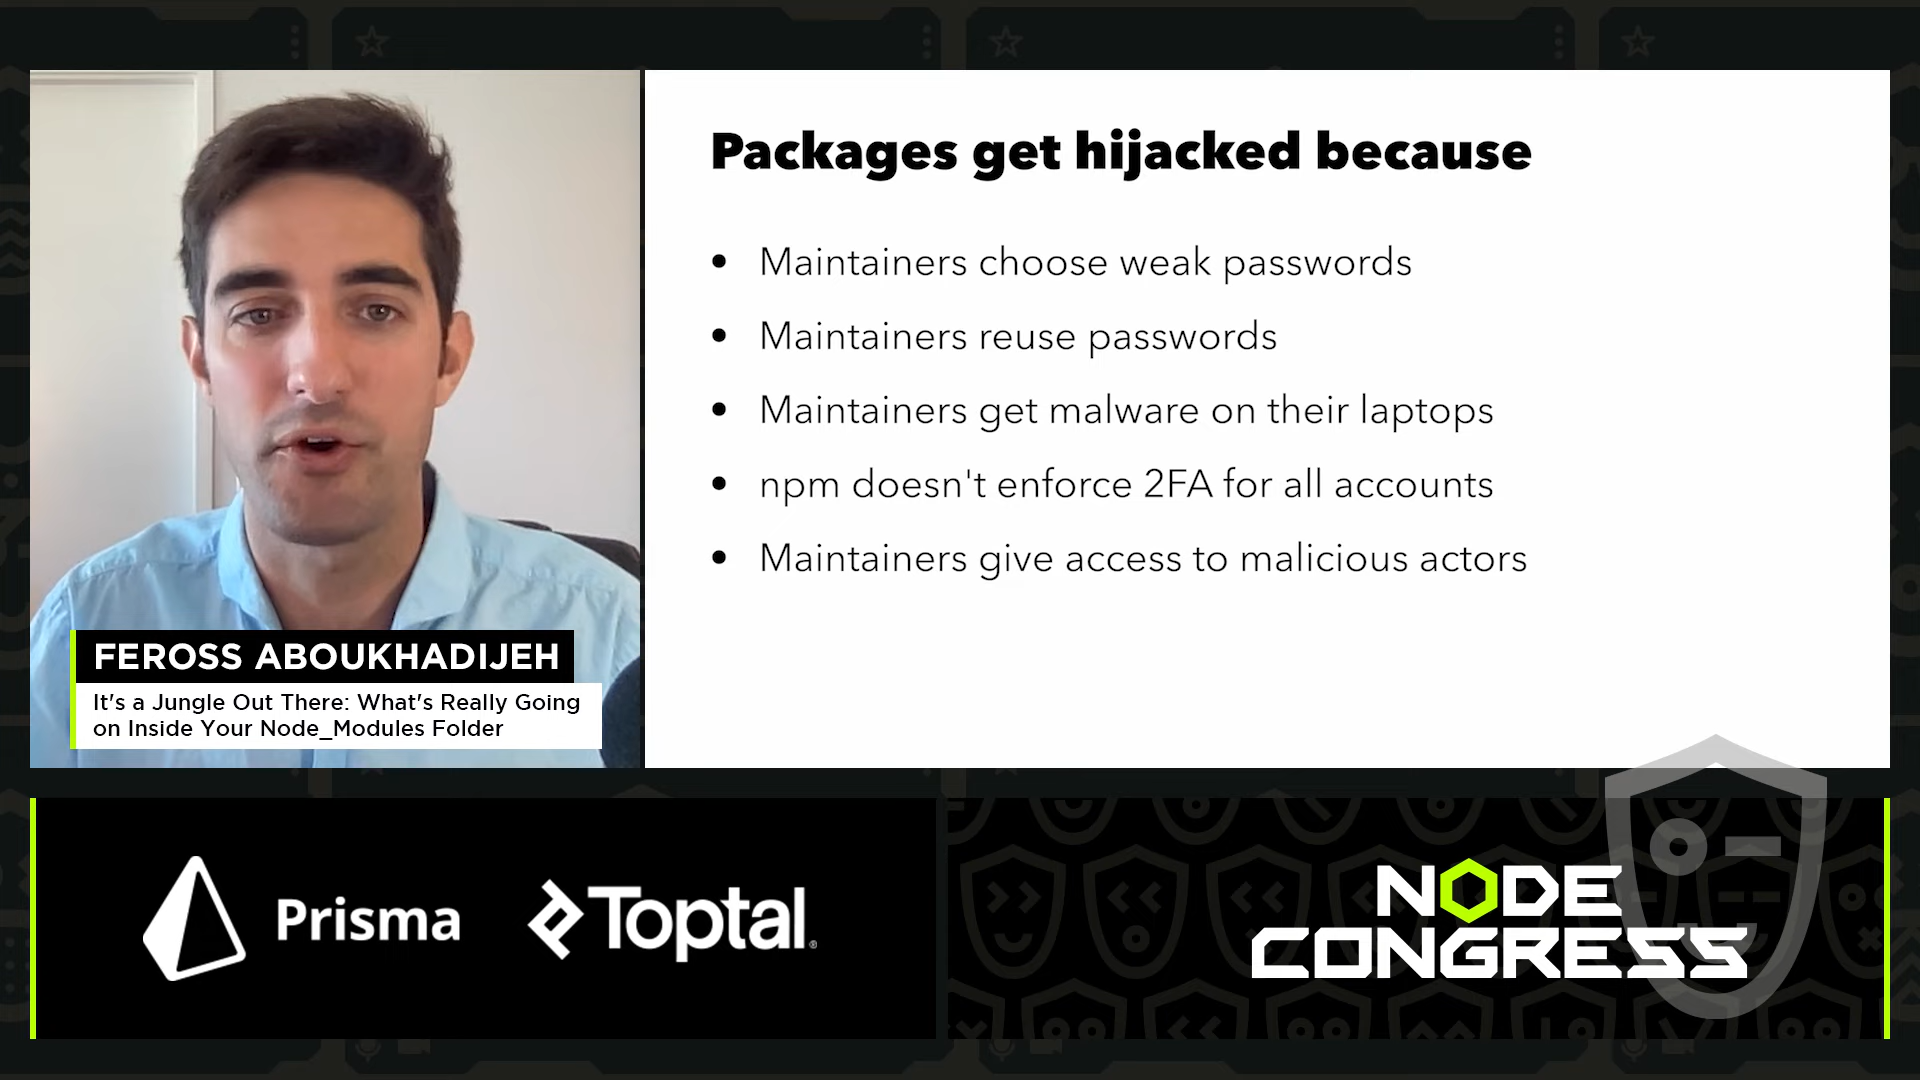 Packages get hijacked because
• Maintainers choose weak passwords
• Maintainers reuse passwords
• Maintainers get malware on their laptops
• npm doesn't enforce 2FA for all accounts
• Maintainers give access to malicious actors
FEROSS ABOUKHADIJEH
It's a Jungle Out There: What's Really Going
on Inside Your Node_Modules Folder
Prisma
Toptal®
NODE
CONGRESS